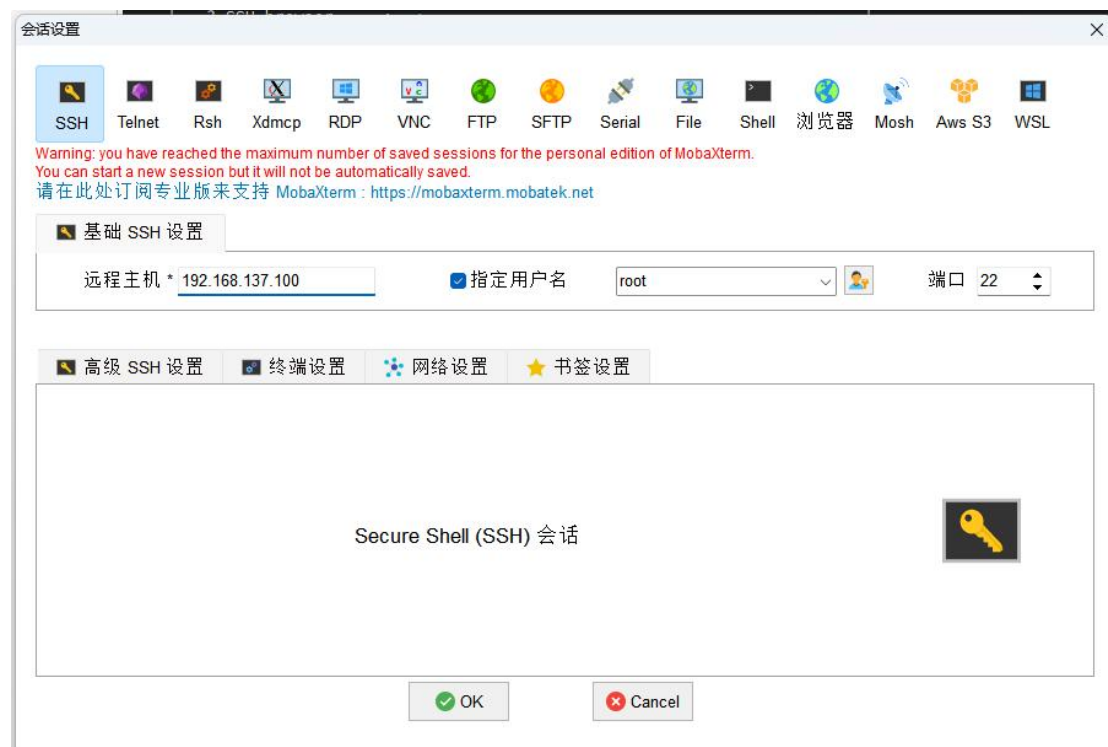 会话设置
SSH Telnet Rsh Xdmcp RDP VNC FTP SFTP Serial File Shell 浏览器 Mosh Aws S3 WSL
Warning: you have reached the maximum number of saved sessions for the personal edition of MobaXterm.
You can start a new session but it will not be automatically saved.
请在此处订阅专业版来支持 MobaXterm : https://mobaxterm.mobatek.net
基础 SSH 设置
远程主机 * 192.168.137.100 指定用户名 root 端口 22
高级 SSH 设置 终端设置 网络设置 书签设置
Secure Shell (SSH) 会话
OK Cancel